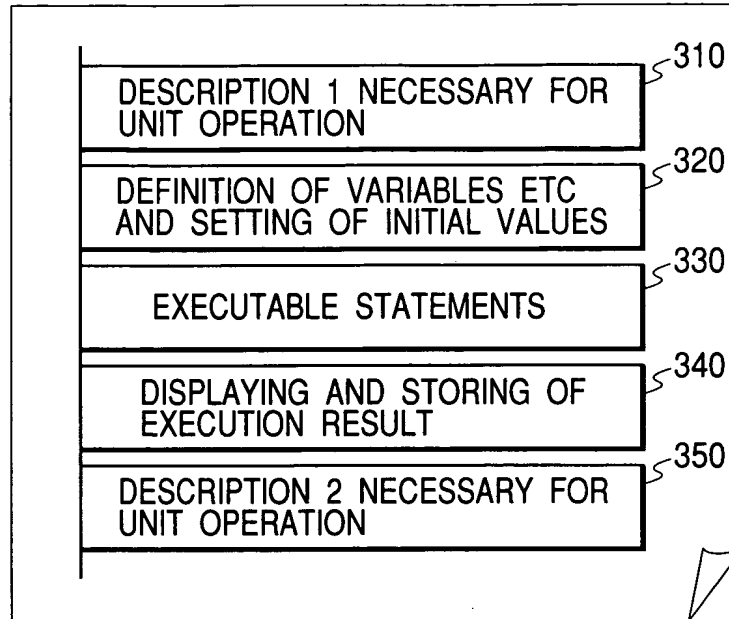 310
DESCRIPTION 1 NECESSARY FOR
UNIT OPERATION
320
DEFINITION OF VARIABLES ETC
AND SETTING OF INITIAL VALUES
330
EXECUTABLE STATEMENTS
340
DISPLAYING AND STORING OF
EXECUTION RESULT
350
DESCRIPTION 2 NECESSARY FOR
UNIT OPERATION